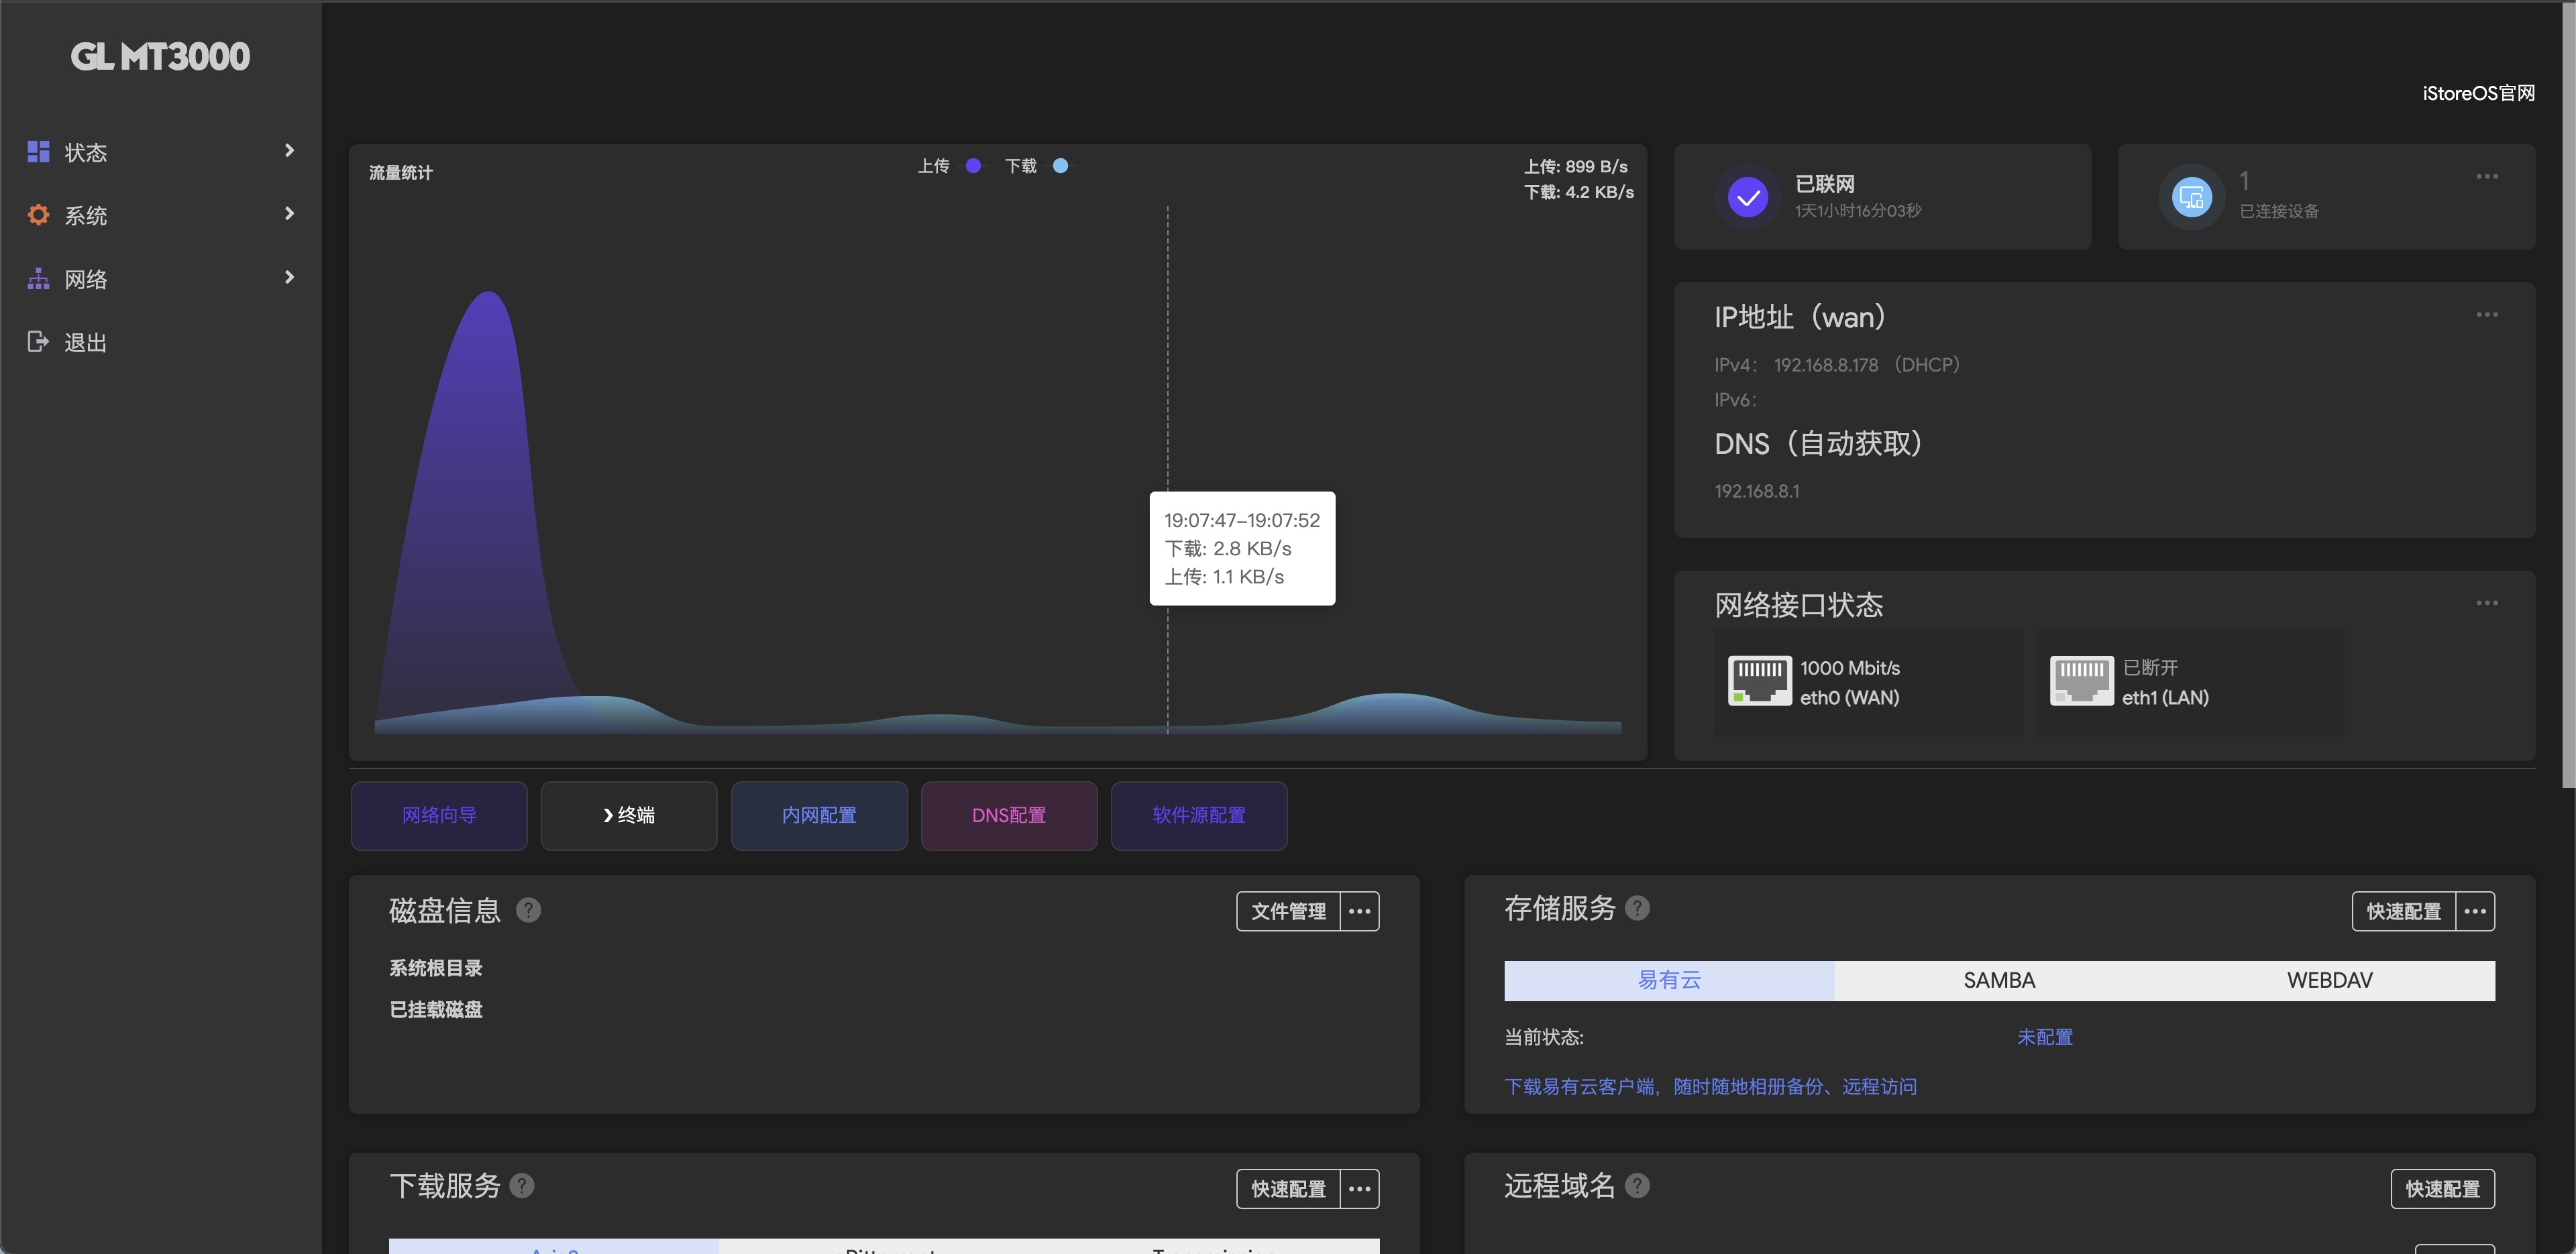 GL MT3000
状态
系统
网络
退出
iStoreOS官网
流量统计
上传
下载
上传: 899 B/s
下载: 4.2 KB/s
19:07:47–19:07:52
下载: 2.8 KB/s
上传: 1.1 KB/s
已联网
1天1小时16分03秒
1
已连接设备
IP地址（wan）
IPv4： 192.168.8.178 （DHCP）
IPv6：
DNS（自动获取）
192.168.8.1
网络接口状态
1000 Mbit/s
eth0 (WAN)
已断开
eth1 (LAN)
网络向导
终端
内网配置
DNS配置
软件源配置
磁盘信息
文件管理
系统根目录
已挂载磁盘
存储服务
快速配置
易有云 SAMBA WEBDAV
当前状态: 未配置
下载易有云客户端，随时随地相册备份、远程访问
下载服务
快速配置
远程域名
快速配置